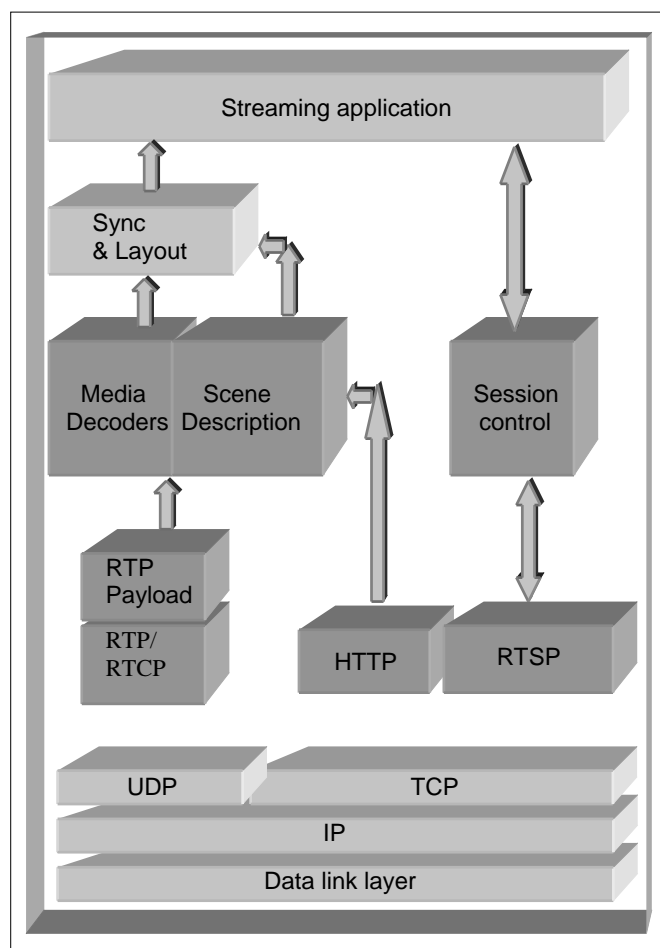 Streaming application
Sync
& Layout
Media
Decoders
Scene
Description
Session
control
RTP
Payload
RTP/
RTCP
HTTP
RTSP
UDP
TCP
IP
Data link layer